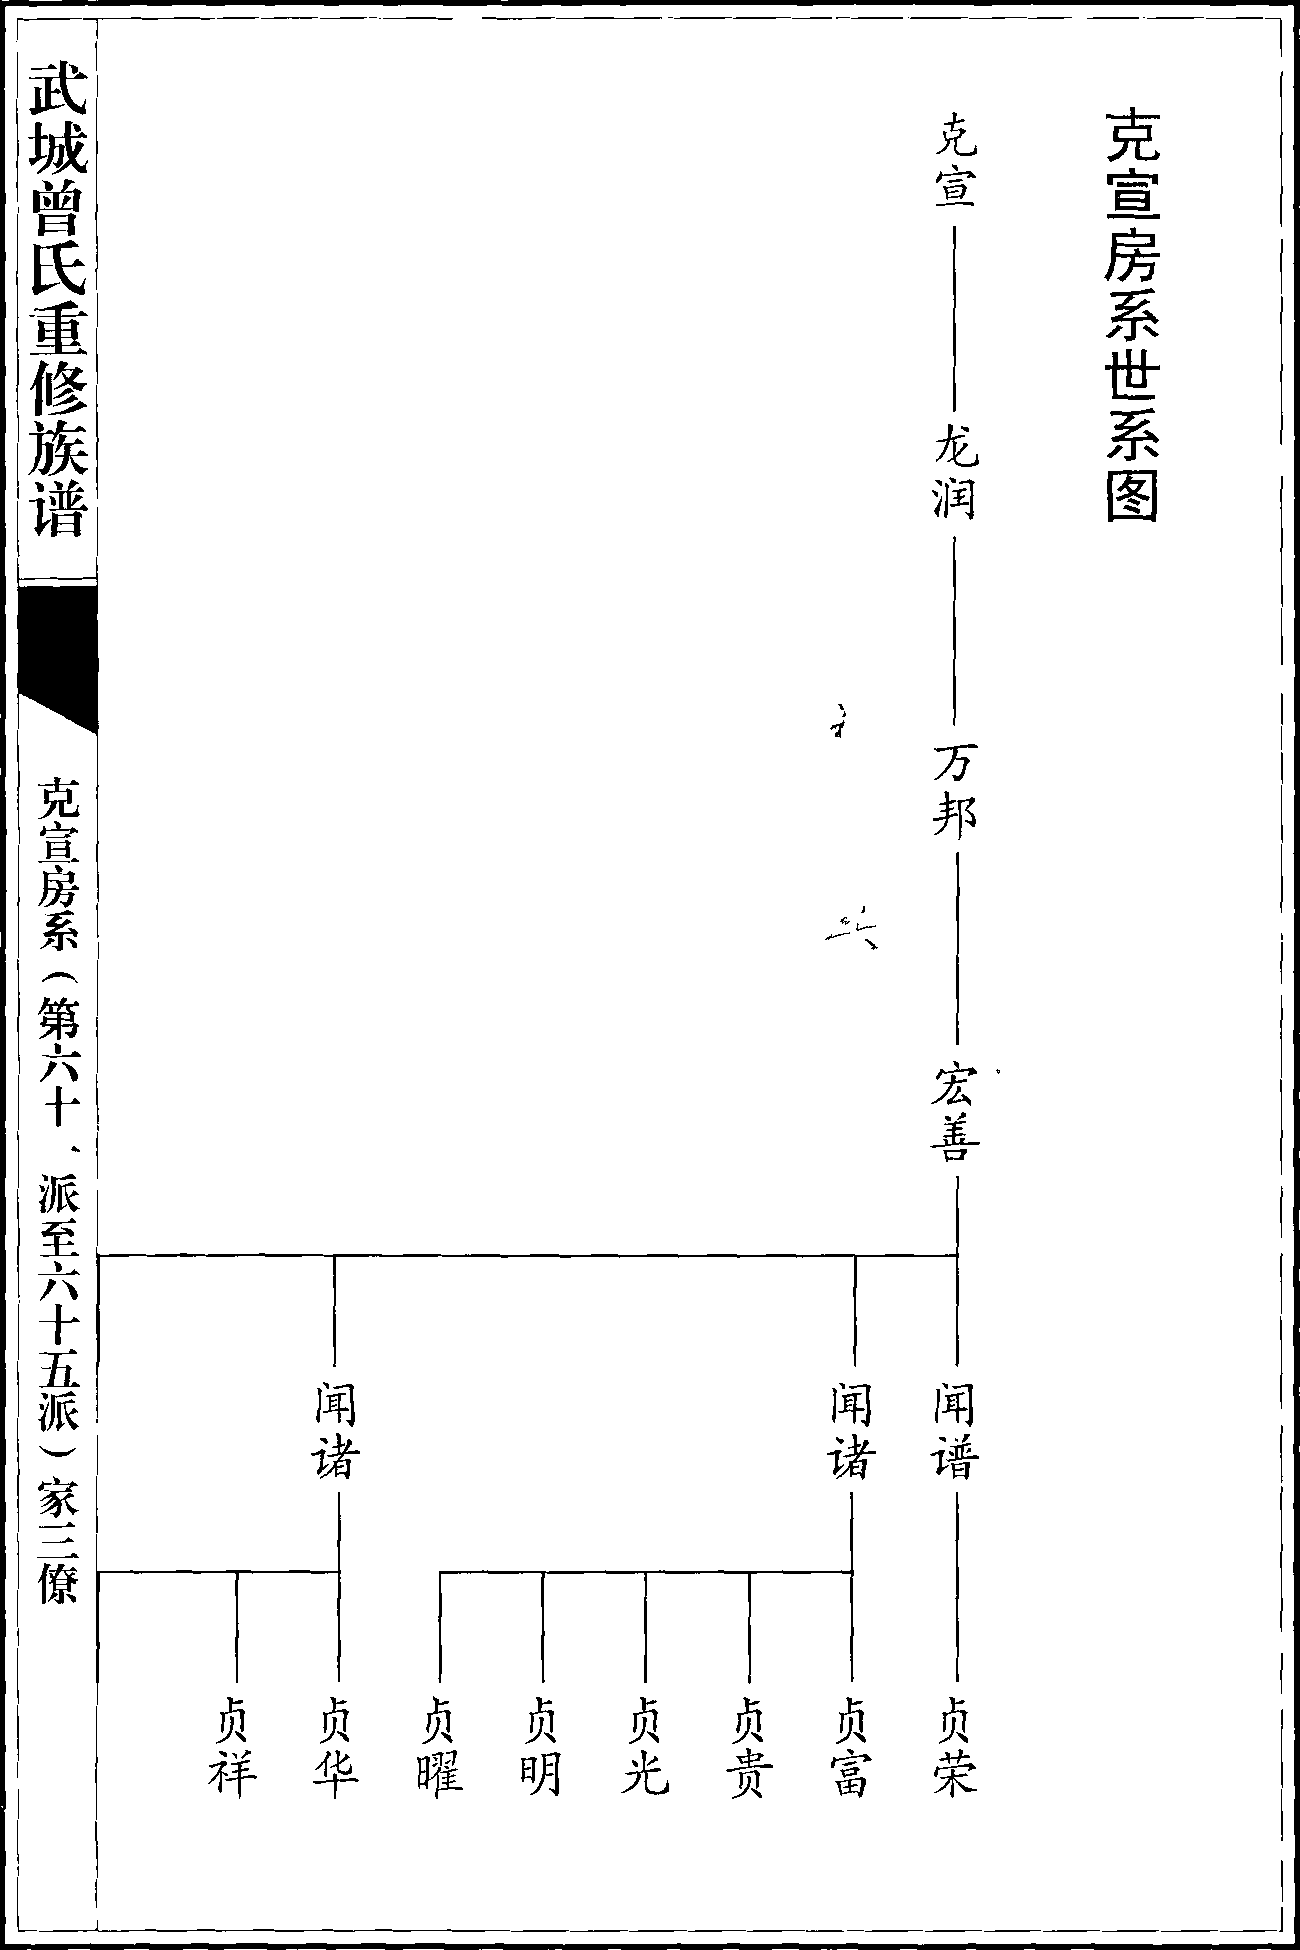 克宣房系世系图
克宣
龙润
万邦
宏善
闻谱
闻诸
闻诸
贞荣
贞富
贞贵
贞光
贞明
贞曜
贞华
贞祥
武城曾氏重修族谱
克宣房系(第六十、派至六十五派)家三僚